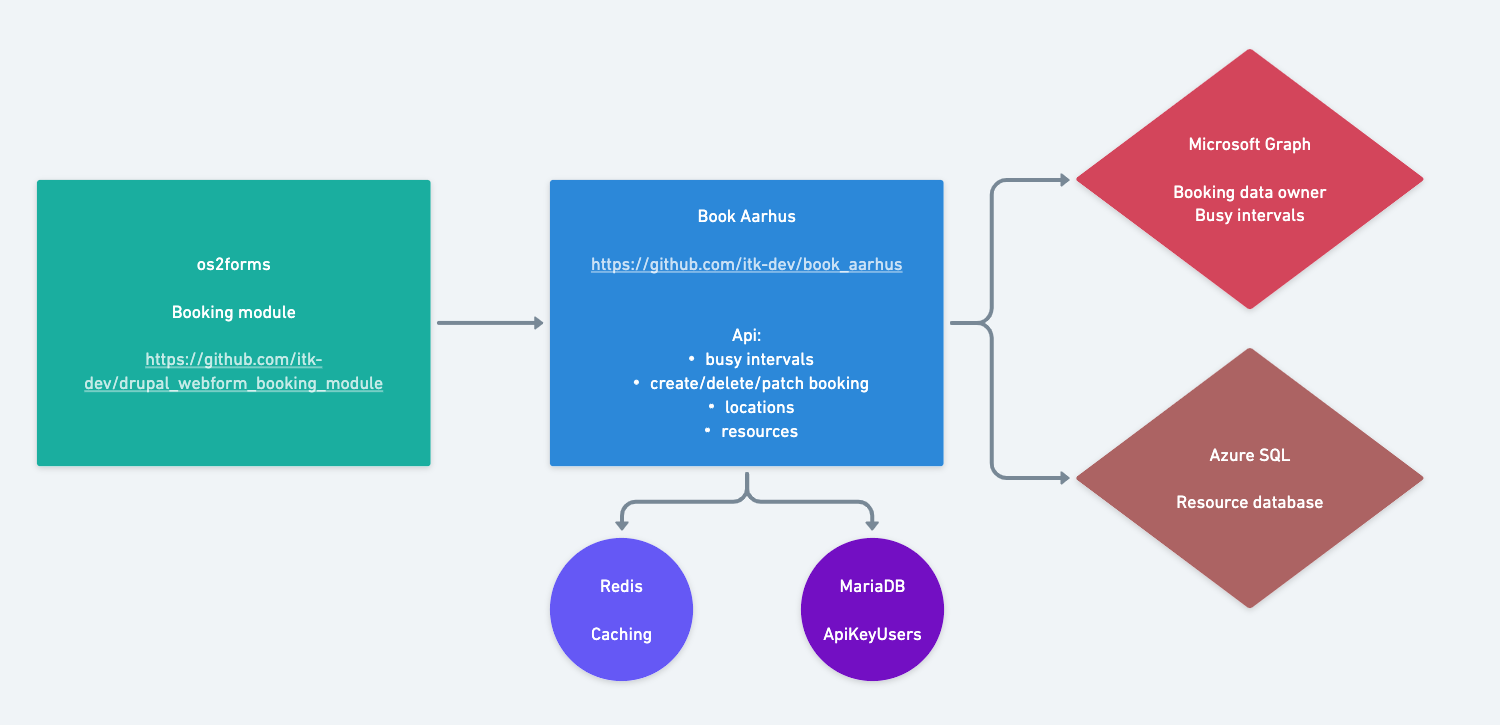 os2forms
Booking module
https://github.com/itk-
dev/drupal_webform_booking_module
Book Aarhus
https://github.com/itk-dev/book_aarhus
Api:
• busy intervals
• create/delete/patch booking
• locations
• resources
Microsoft Graph
Booking data owner
Busy intervals
Azure SQL
Resource database
Redis
Caching
MariaDB
ApiKeyUsers